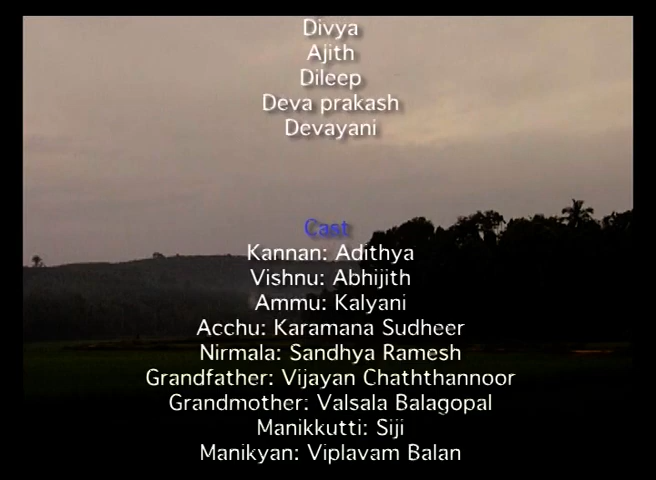 Divya
Ajith
Dileep
Deva prakash
Devayani
Cast
Kannan: Adithya
Vishnu: Abhijith
Ammu: Kalyani
Acchu: Karamana Sudheer
Nirmala: Sandhya Ramesh
Grandfather: Vijayan Chaththannoor
Grandmother: Valsala Balagopal
Manikkutti: Siji
Manikyan: Viplavam Balan